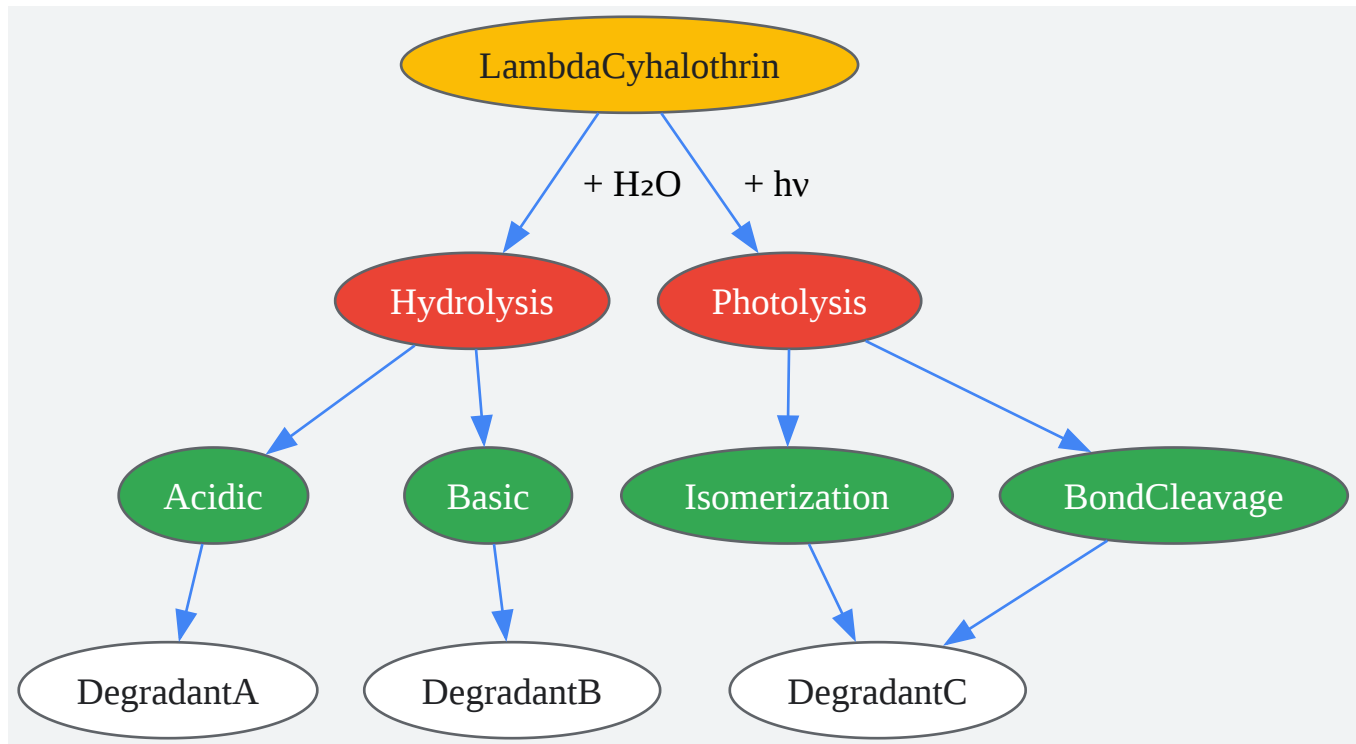 LambdaCyhalothrin
+ H₂O
+ hν
Hydrolysis
Photolysis
Acidic
Basic
Isomerization
BondCleavage
DegradantA
DegradantB
DegradantC